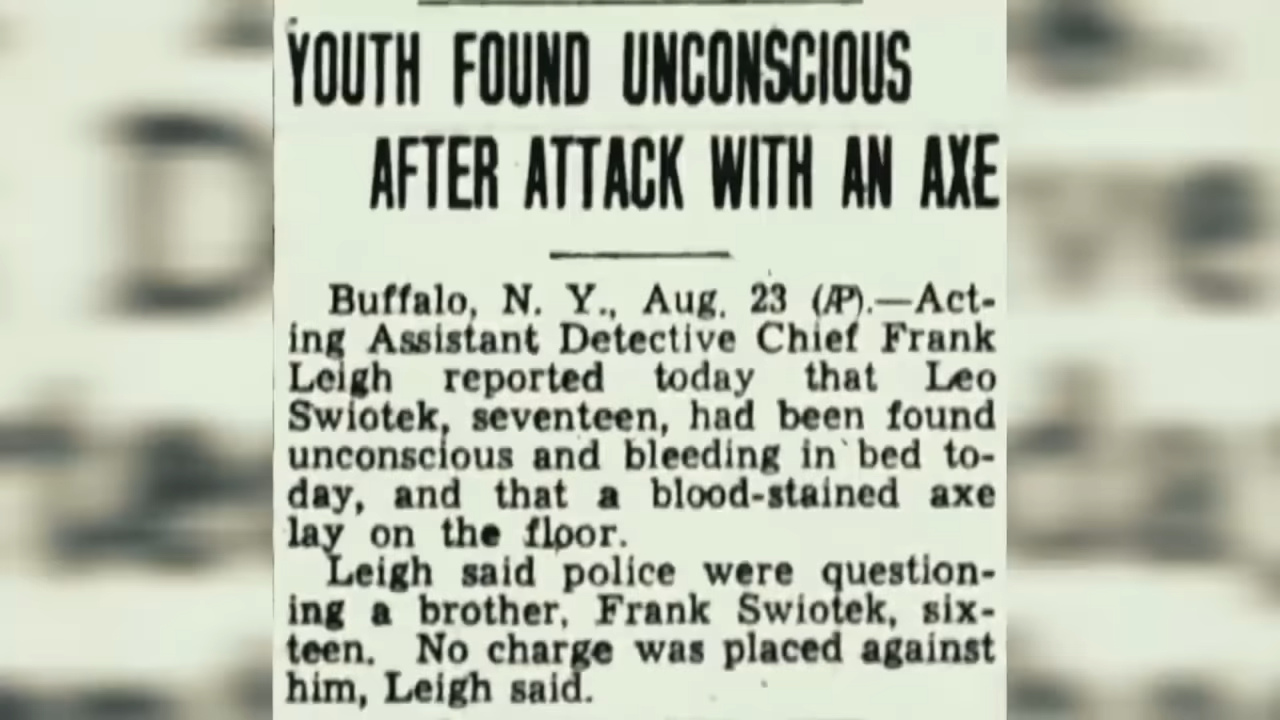 YOUTH FOUND UNCONSCIOUS
AFTER ATTACK WITH AN AXE
Buffalo, N. Y., Aug. 23 (AP).—Act-
ing Assistant Detective Chief Frank
Leigh reported today that Leo
Swiotek, seventeen, had been found
unconscious and bleeding in bed to-
day, and that a blood-stained axe
lay on the floor.
Leigh said police were question-
ing a brother, Frank Swiotek, six-
teen. No charge was placed against
him, Leigh said.